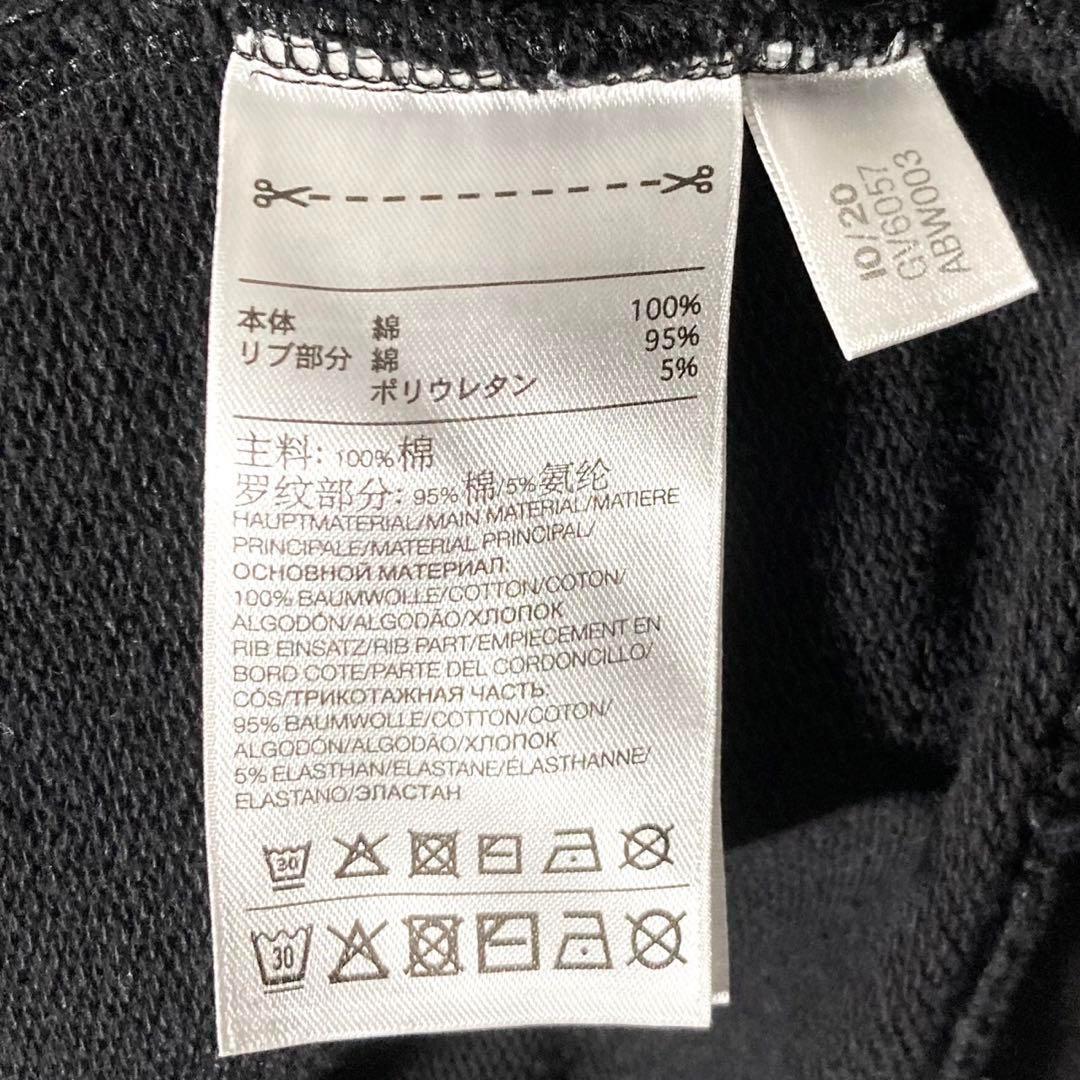 本体 綿 100%
リブ部分 綿 95%
ポリウレタン 5%
主料: 100%棉
罗纹部分: 95%棉/5%氨纶
HAUPTMATERIAL/MAIN MATERIAL/MATIERE
PRINCIPALE/MATERIAL PRINCIPAL/
ОСНОВНОЙ МАТЕРИАЛ:
100% BAUMWOLLE/COTTON/COTON/
ALGODÓN/ALGODÃO/ХЛОПОК
RIB EINSATZ/RIB PART/EMPIECEMENT EN
BORD COTE/PARTE DEL CORDONCILLO/
CÓS/ТРИКОТАЖНАЯ ЧАСТЬ:
95% BAUMWOLLE/COTTON/COTON/
ALGODÓN/ALGODÃO/ХЛОПОК
5% ELASTHAN/ELASTANE/ELASTHANNE/
ELASTANO/ЭЛАСТАН
30
30
10/20
GV6057
ABW003